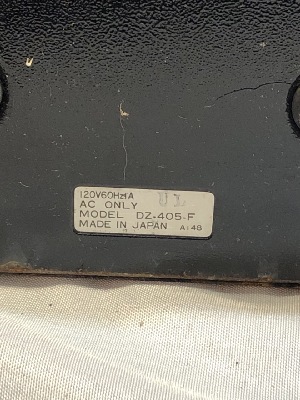 120V60Hz1A UL
AC ONLY
MODEL DZ-405-F
MADE IN JAPAN A148